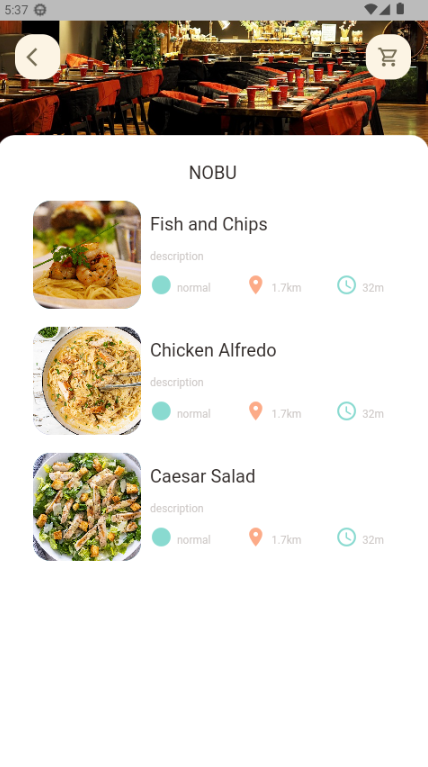 5:37
NOBU
Fish and Chips
description
normal 1.7km 32m
Chicken Alfredo
description
normal 1.7km 32m
Caesar Salad
description
normal 1.7km 32m